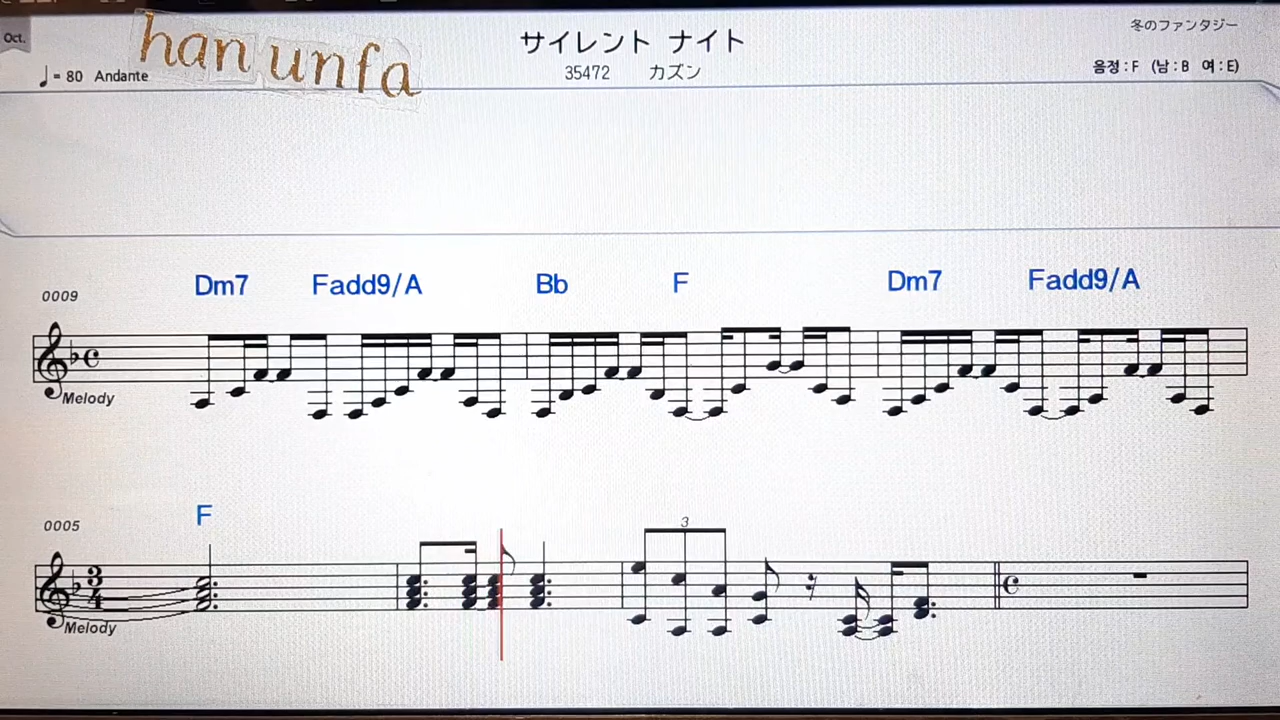 Oct.
han unfa
サイレント ナイト
冬のファンタジー
♩= 80 Andante
35472 カズン
음정 : F (남 : B 여 : E)
Dm7 Fadd9/A Bb F Dm7 Fadd9/A
0009
Melody
F
0005
3
3
4
Melody